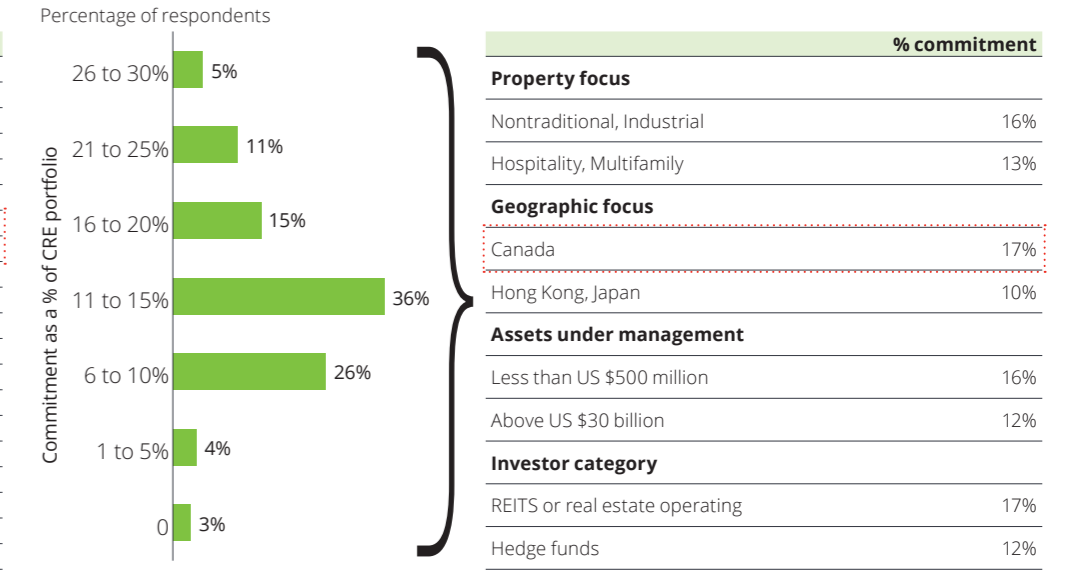 Percentage of respondents
Commitment as a % of CRE portfolio
26 to 30% 5%
21 to 25% 11%
16 to 20% 15%
11 to 15% 36%
6 to 10% 26%
1 to 5% 4%
0 3%
% commitment
Property focus
Nontraditional, Industrial 16%
Hospitality, Multifamily 13%
Geographic focus
Canada 17%
Hong Kong, Japan 10%
Assets under management
Less than US $500 million 16%
Above US $30 billion 12%
Investor category
REITS or real estate operating 17%
Hedge funds 12%